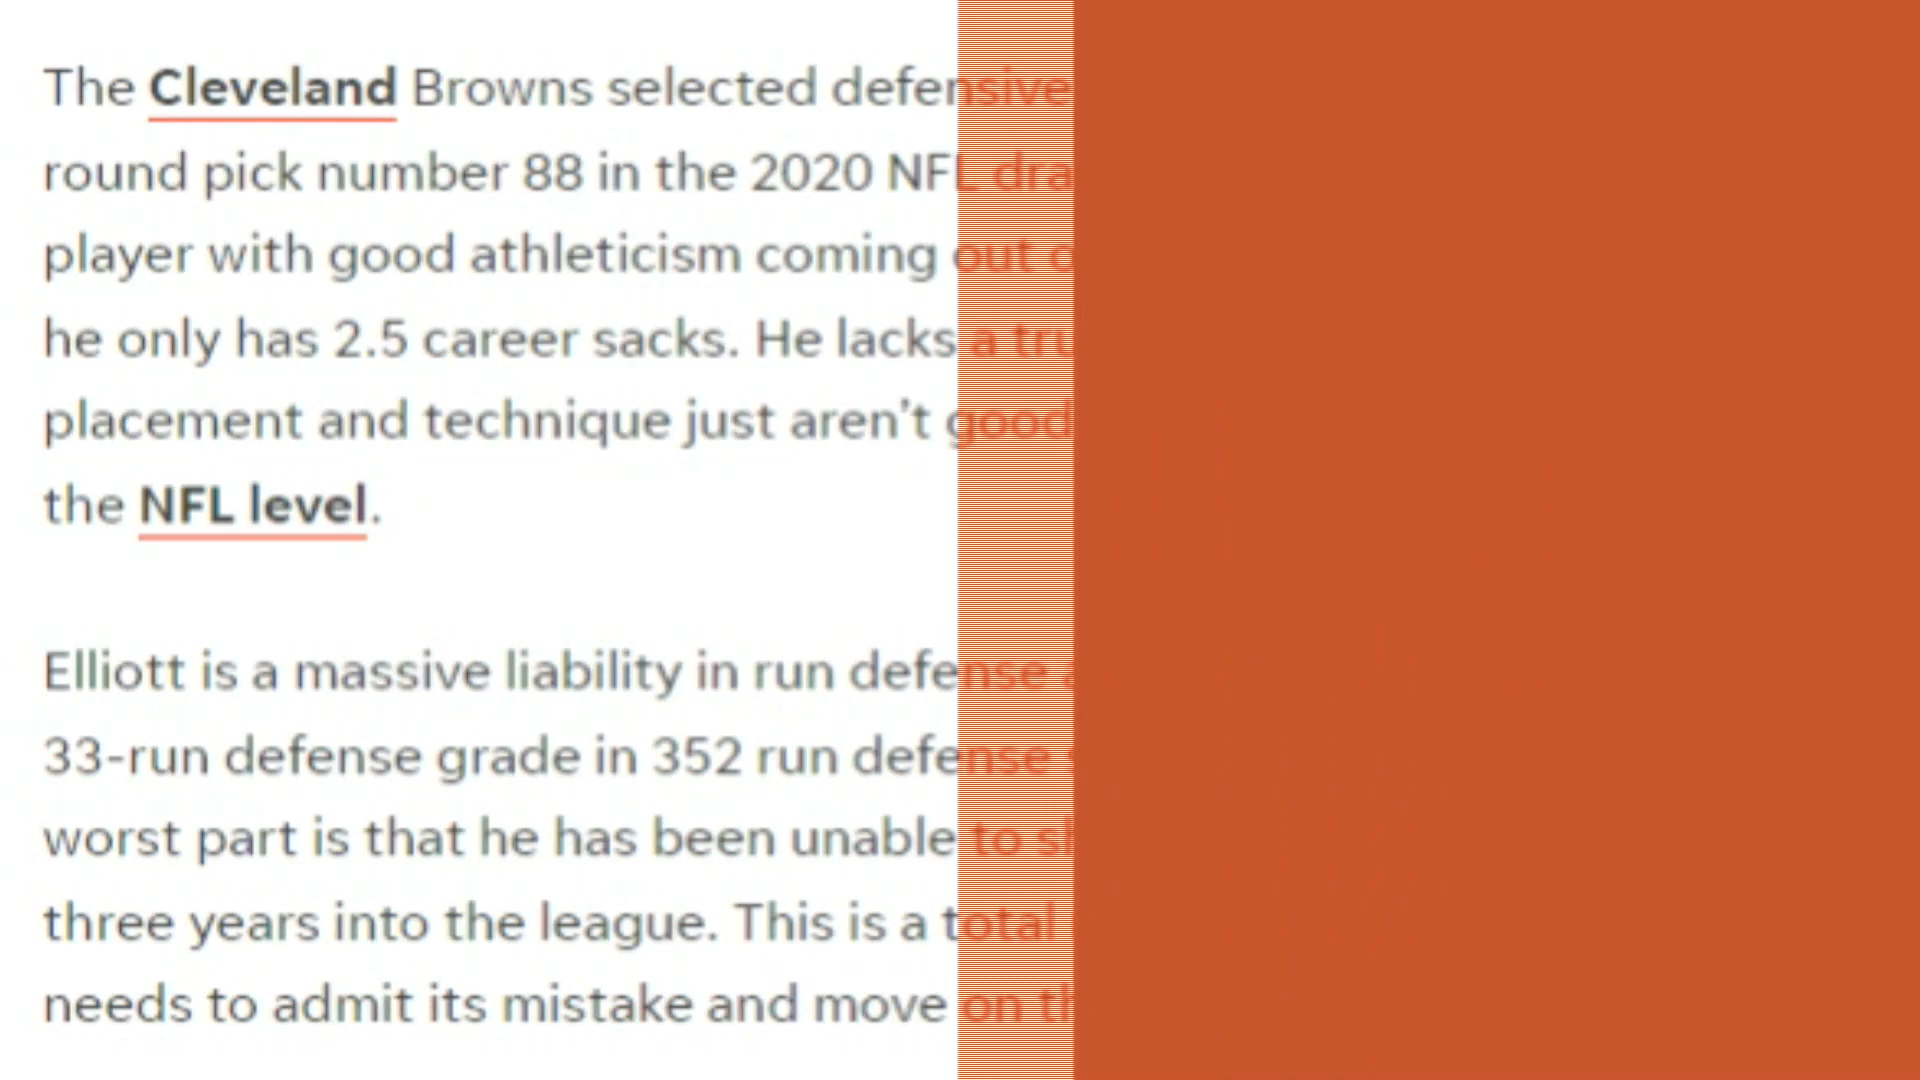 The Cleveland Browns selected defensive
round pick number 88 in the 2020 NFL
player with good athleticism coming out
he only has 2.5 career sacks. He lacks a
placement and technique just aren't good
the NFL level.
Elliott is a massive liability in run defense
33-run defense grade in 352 run defense
worst part is that he has been unable to
three years into the league. This is a total
needs to admit its mistake and move on